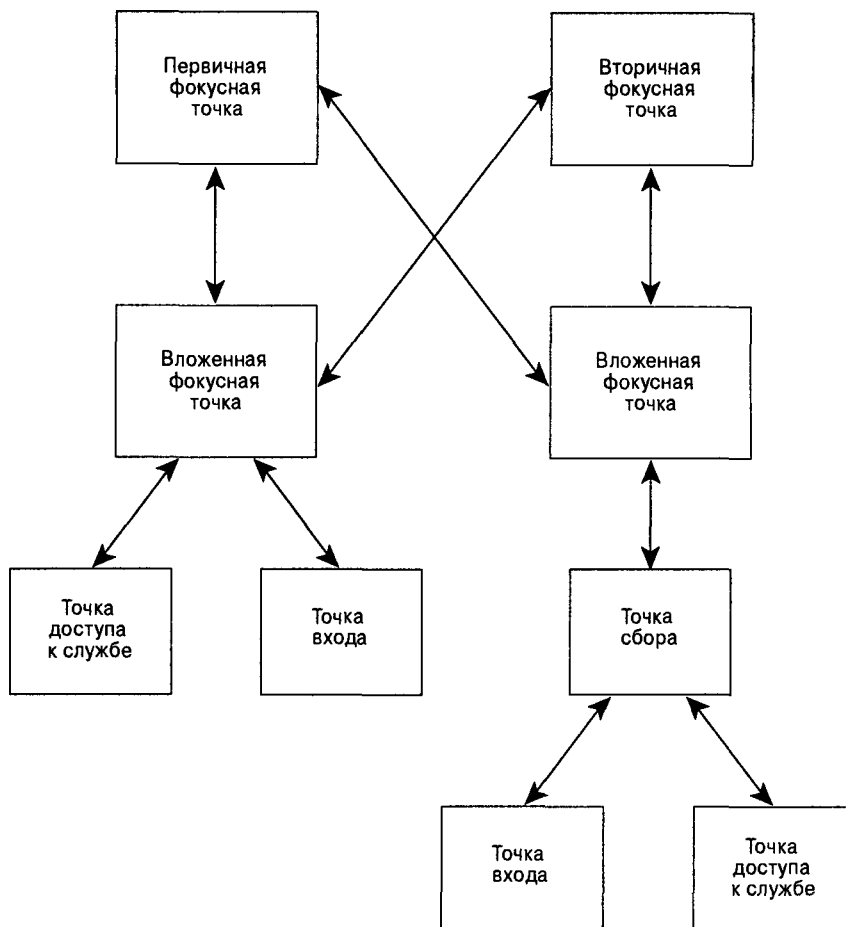 Первичная
фокусная
точка
Вторичная
фокусная
точка
Вложенная
фокусная
точка
Вложенная
фокусная
точка
Точка
доступа
к службе
Точка
входа
Точка
сбора
Точка
входа
Точка
доступа
к службе